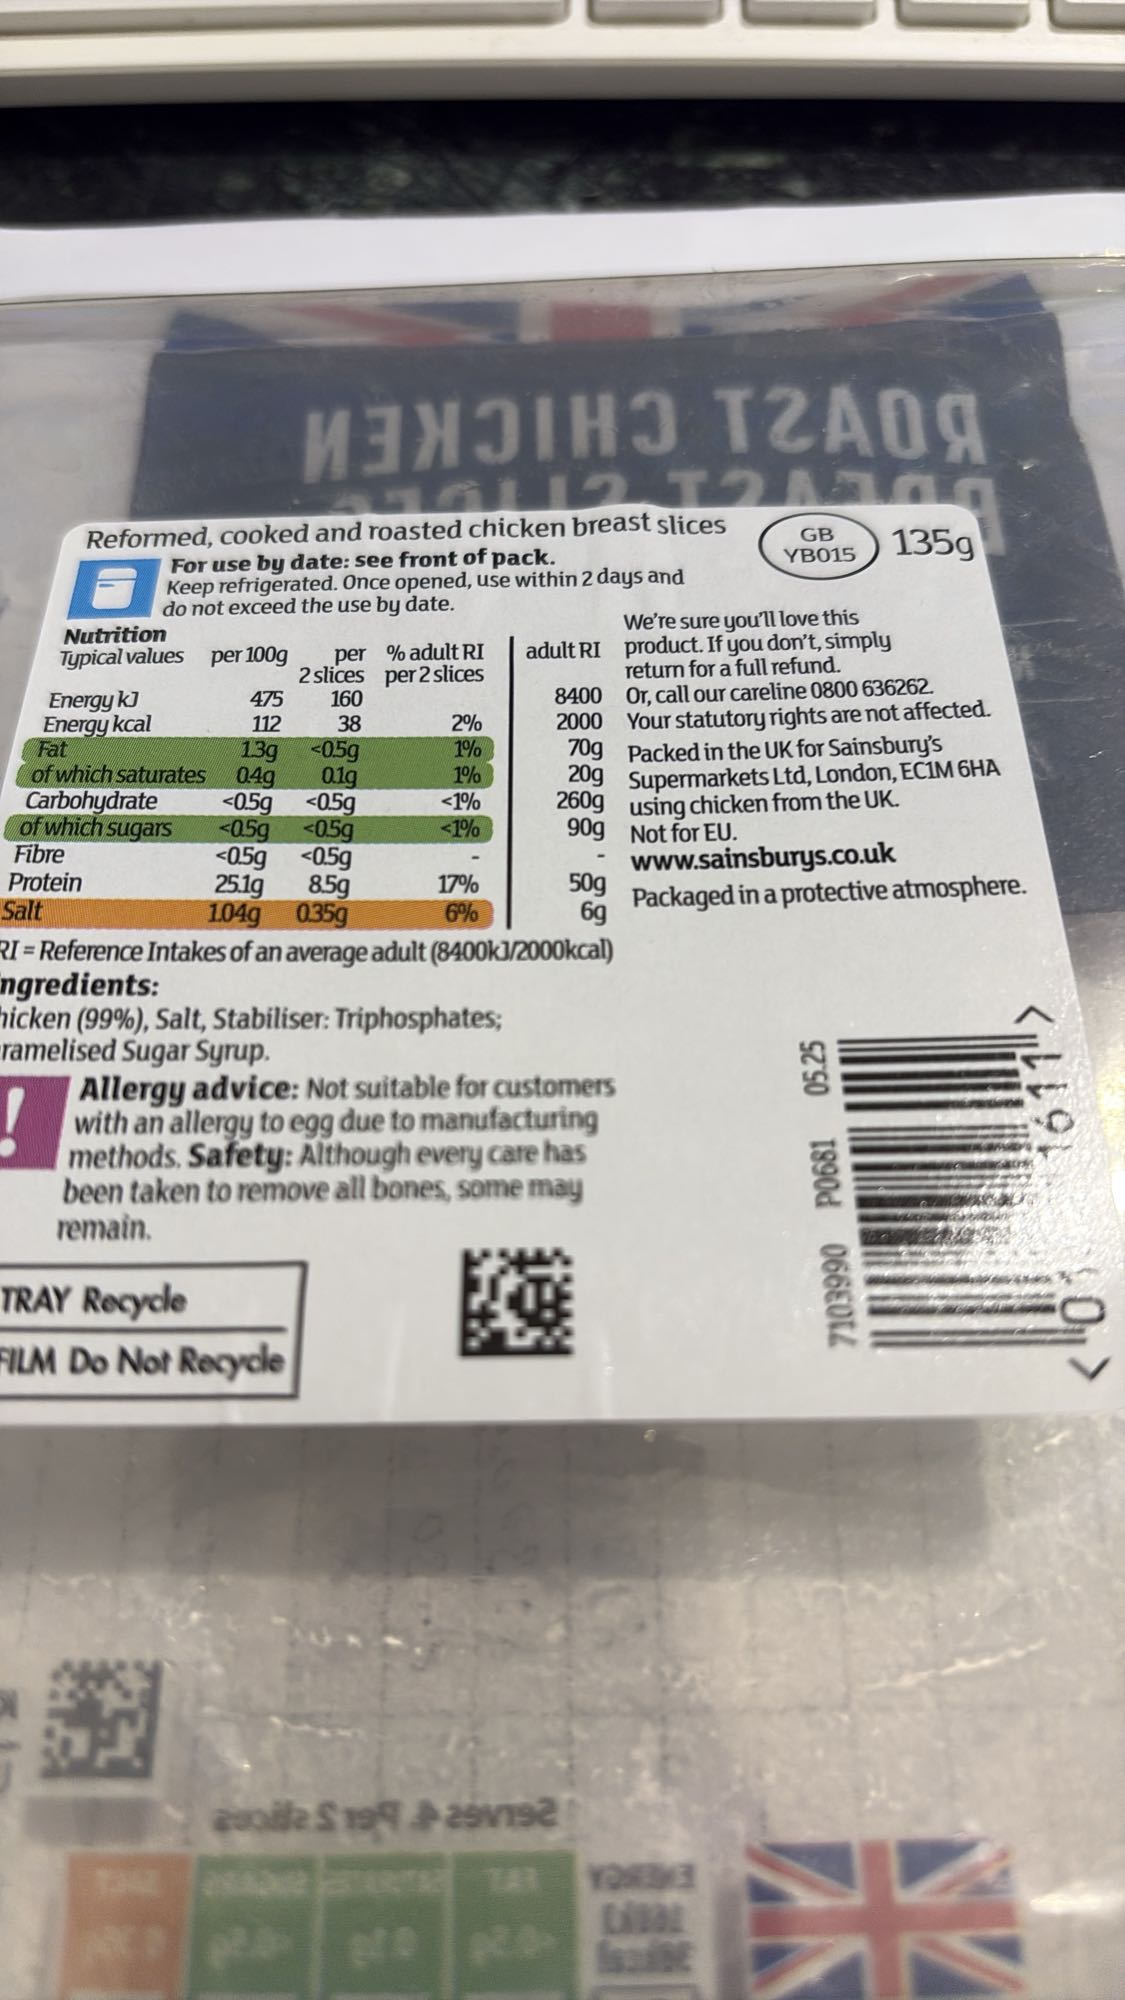 ROAST CHICKEN
BREAST SLICES
Reformed, cooked and roasted chicken breast slices
GB
YB015
135g
For use by date: see front of pack.
Keep refrigerated. Once opened, use within 2 days and
do not exceed the use by date.
Nutrition
Typical values per 100g per 2 slices % adult RI per 2 slices adult RI
Energy kJ 475 160 8400
Energy kcal 112 38 2% 2000
Fat 1.3g <0.5g 1% 70g
of which saturates 0.4g 0.1g 1% 20g
Carbohydrate <0.5g <0.5g <1% 260g
of which sugars <0.5g <0.5g <1% 90g
Fibre <0.5g <0.5g - -
Protein 25.1g 8.5g 17% 50g
Salt 1.04g 0.35g 6% 6g
RI = Reference Intakes of an average adult (8400kJ/2000kcal)
We're sure you'll love this
product. If you don't, simply
return for a full refund.
Or, call our careline 0800 636262.
Your statutory rights are not affected.
Packed in the UK for Sainsbury's
Supermarkets Ltd, London, EC1M 6HA
using chicken from the UK.
Not for EU.
www.sainsburys.co.uk
Packaged in a protective atmosphere.
ngredients:
hicken (99%), Salt, Stabiliser: Triphosphates;
ramelised Sugar Syrup.
! Allergy advice: Not suitable for customers
with an allergy to egg due to manufacturing
methods. Safety: Although every care has
been taken to remove all bones, some may
remain.
TRAY Recycle
FILM Do Not Recycle
7103990 P0681 05.25
Serves 4. Per 2 slices
ENERGY
FAT
SATURATES
SUGARS
SALT